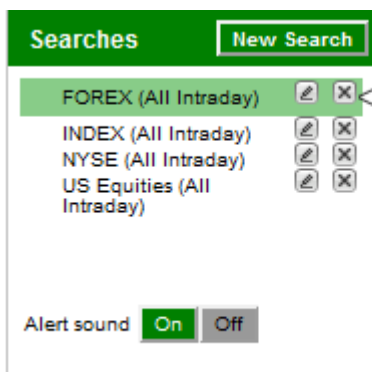 Searches New Search
FOREX (All Intraday)
INDEX (All Intraday)
NYSE (All Intraday)
US Equities (All
Intraday)
Alert sound On Off